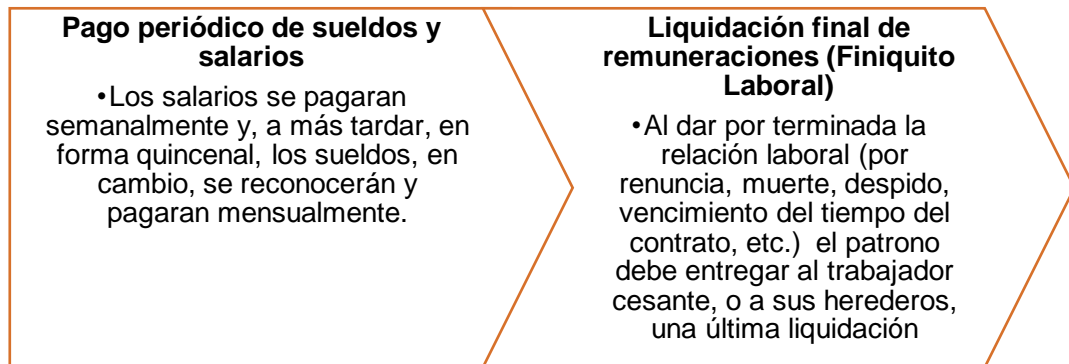 Pago periódico de sueldos y
salarios
•Los salarios se pagaran
semanalmente y, a más tardar, en
forma quincenal, los sueldos, en
cambio, se reconocerán y
pagaran mensualmente.
Liquidación final de
remuneraciones (Finiquito
Laboral)
•Al dar por terminada la
relación laboral (por
renuncia, muerte, despido,
vencimiento del tiempo del
contrato, etc.)  el patrono
debe entregar al trabajador
cesante, o a sus herederos,
una última liquidación